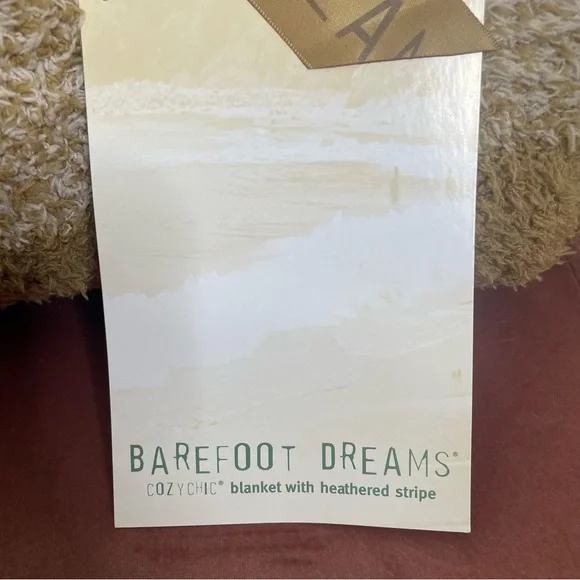 BAREFOOT DREAMS®
COZYCHIC® blanket with heathered stripe